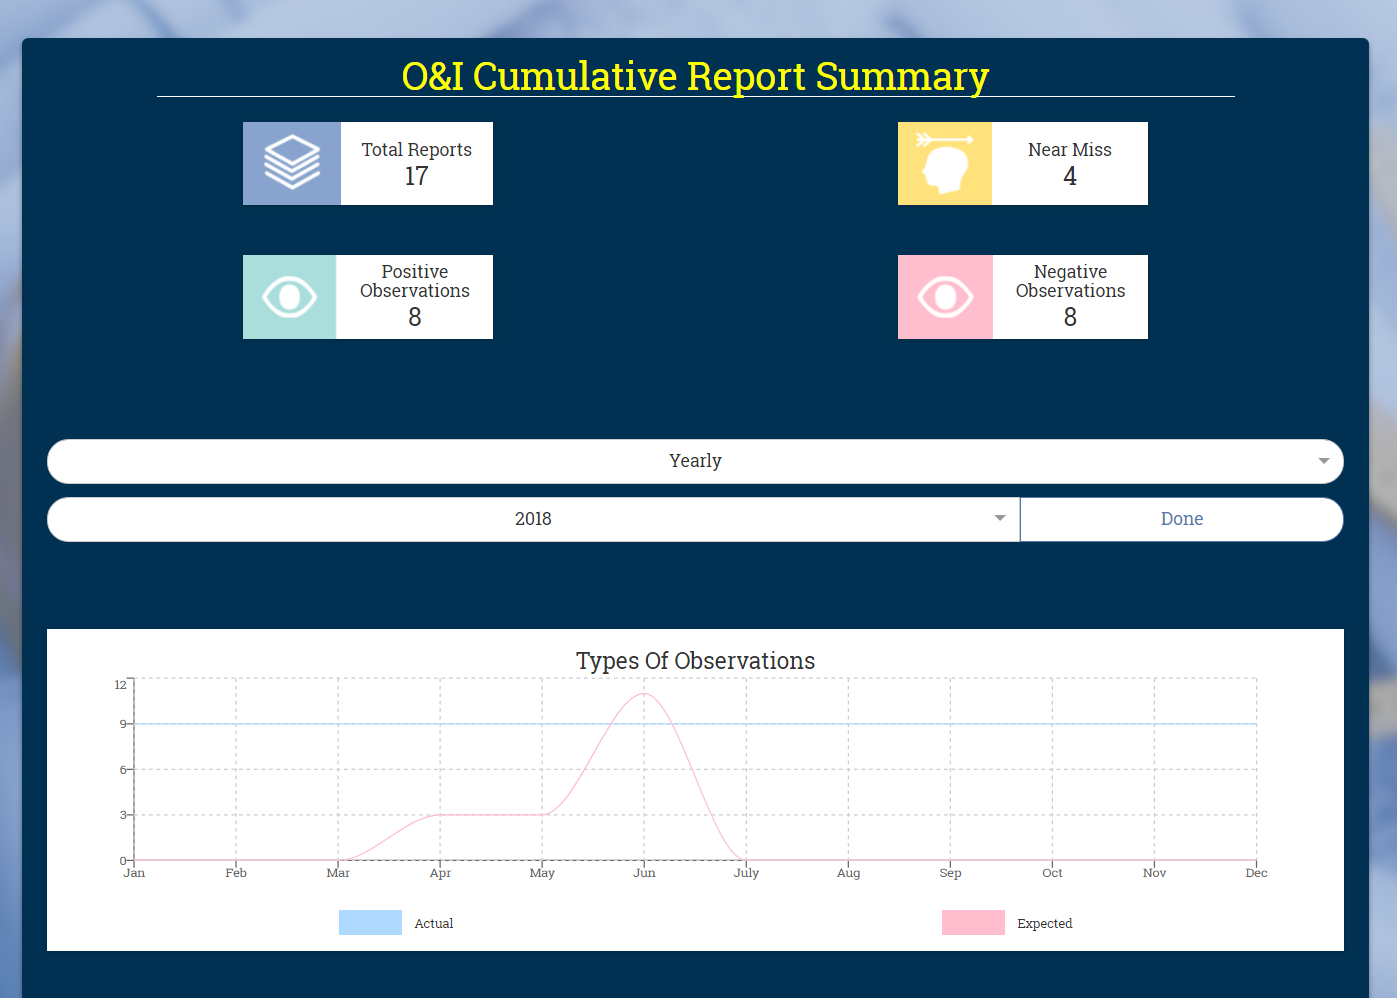 O&I Cumulative Report Summary
Total Reports
17
Near Miss
4
Positive
Observations
8
Negative
Observations
8
Yearly
2018
Done
Types Of Observations
12
9
6
3
0
Jan Feb Mar Apr May Jun July Aug Sep Oct Nov Dec
Actual
Expected